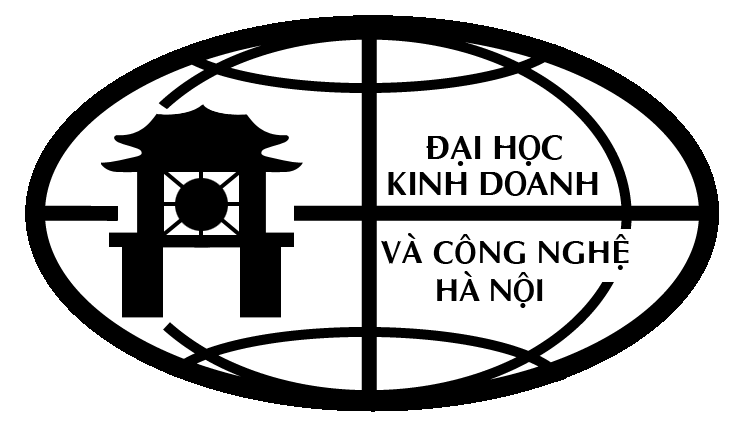 ĐẠI HỌC
KINH DOANH
VÀ CÔNG NGHỆ
HÀ NỘI